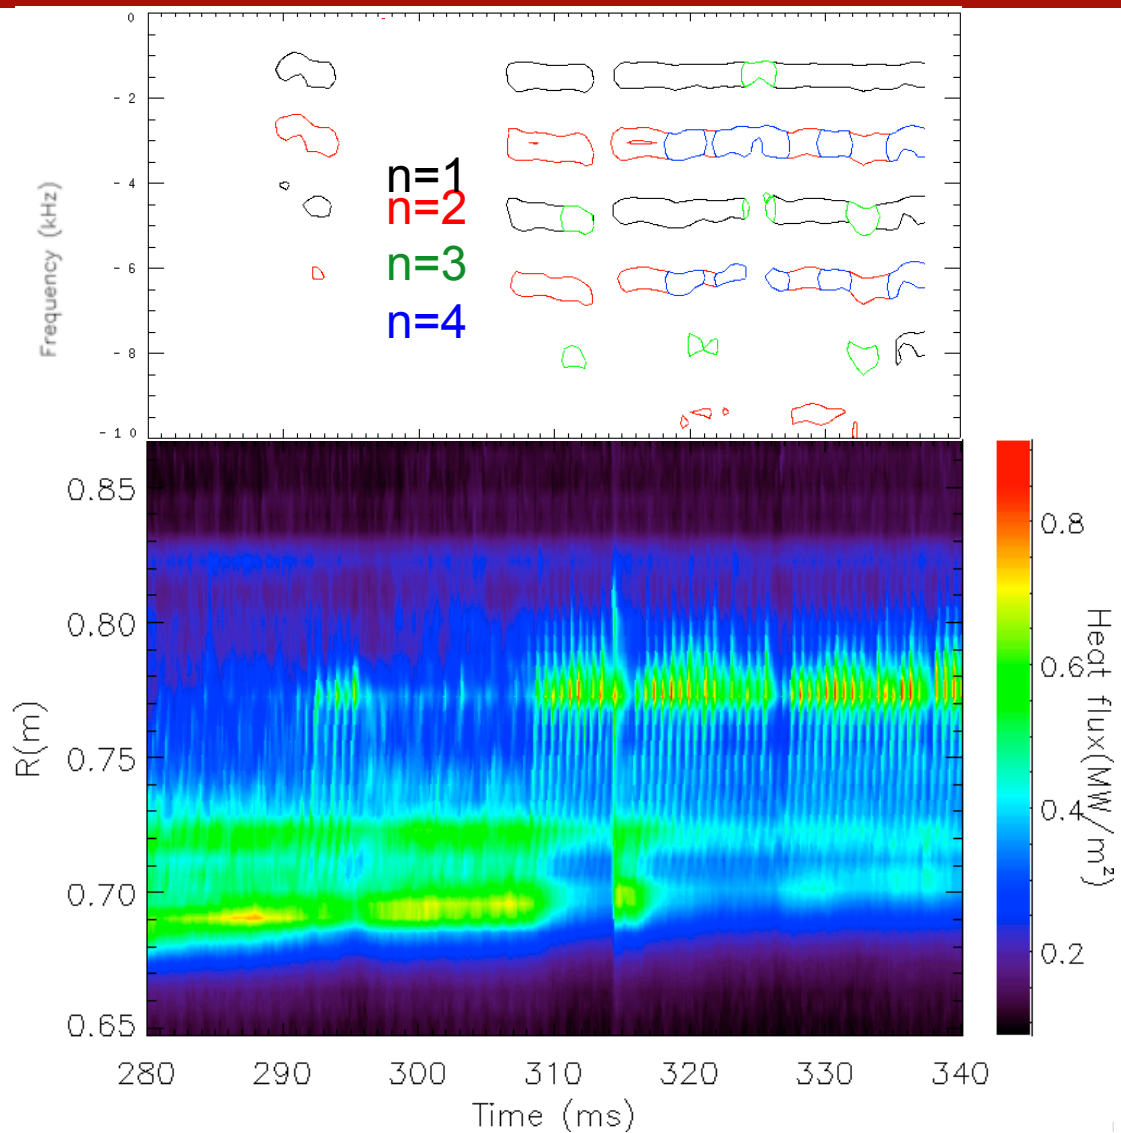 0
- 2
- 4
- 6
- 8
- 10
Frequency (kHz)
n=1
n=2
n=3
n=4
0.85
0.80
0.75
0.70
0.65
R(m)
280 290 300 310 320 330 340
Time (ms)
0.8
0.6
0.4
0.2
Heat flux(MW/m²)